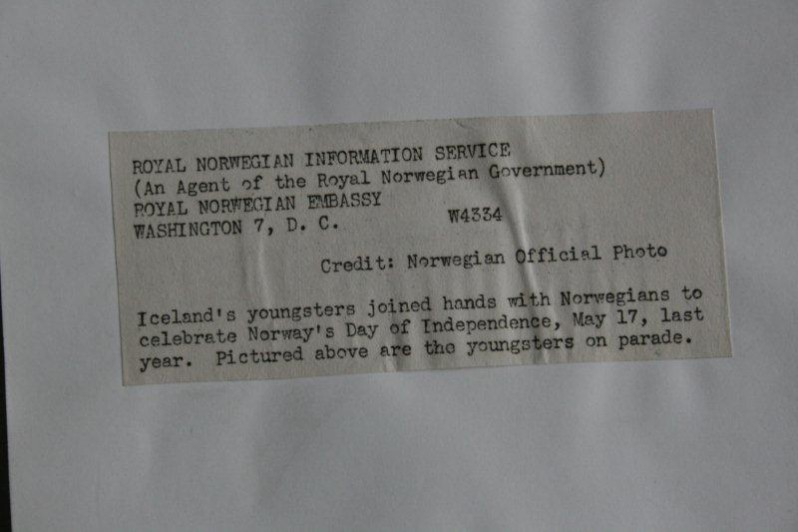 ROYAL NORWEGIAN INFORMATION SERVICE
(An Agent of the Royal Norwegian Government)
ROYAL NORWEGIAN EMBASSY
WASHINGTON 7, D. C. W4334
Credit: Norwegian Official Photo
Iceland's youngsters joined hands with Norwegians to
celebrate Norway's Day of Independence, May 17, last
year. Pictured above are the youngsters on parade.